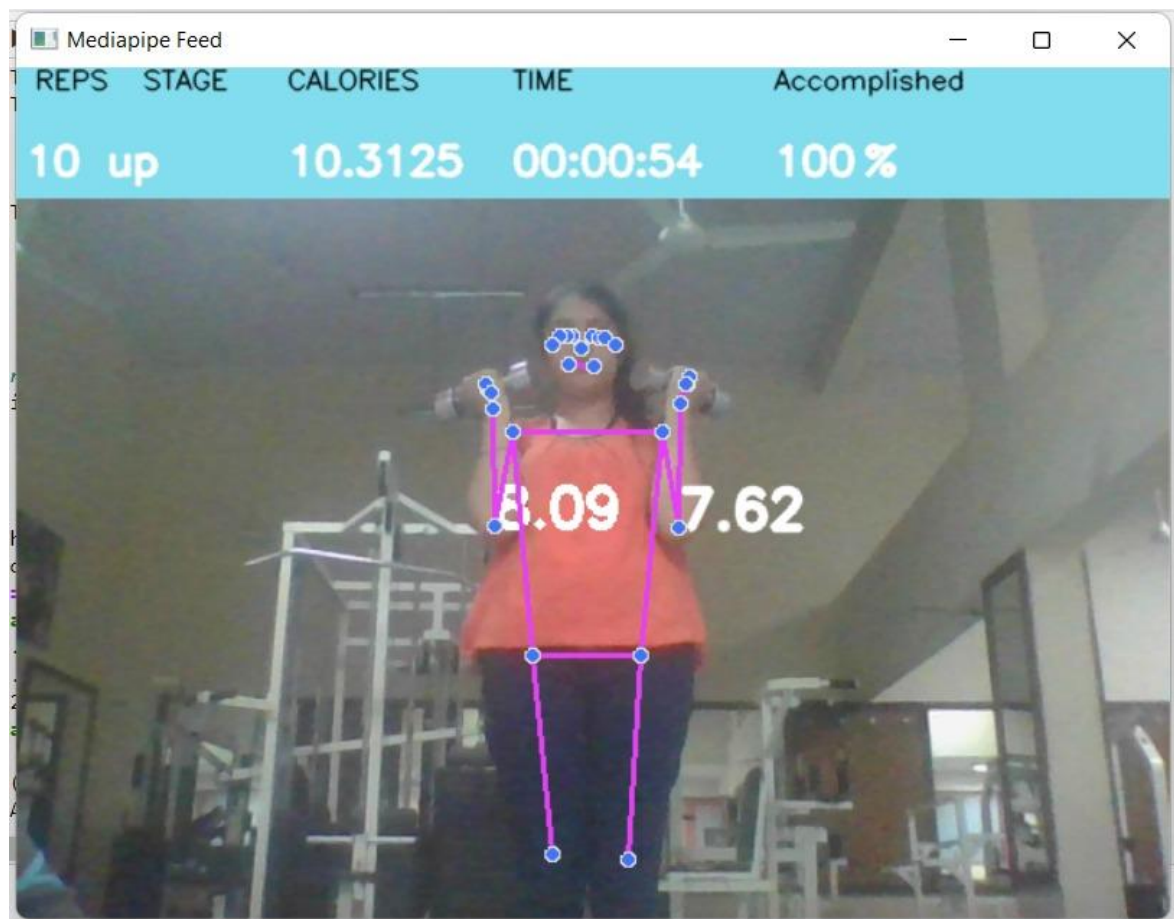 Mediapipe Feed
REPS STAGE CALORIES TIME Accomplished
10 up 10.3125 00:00:54 100 %
8.09 7.62